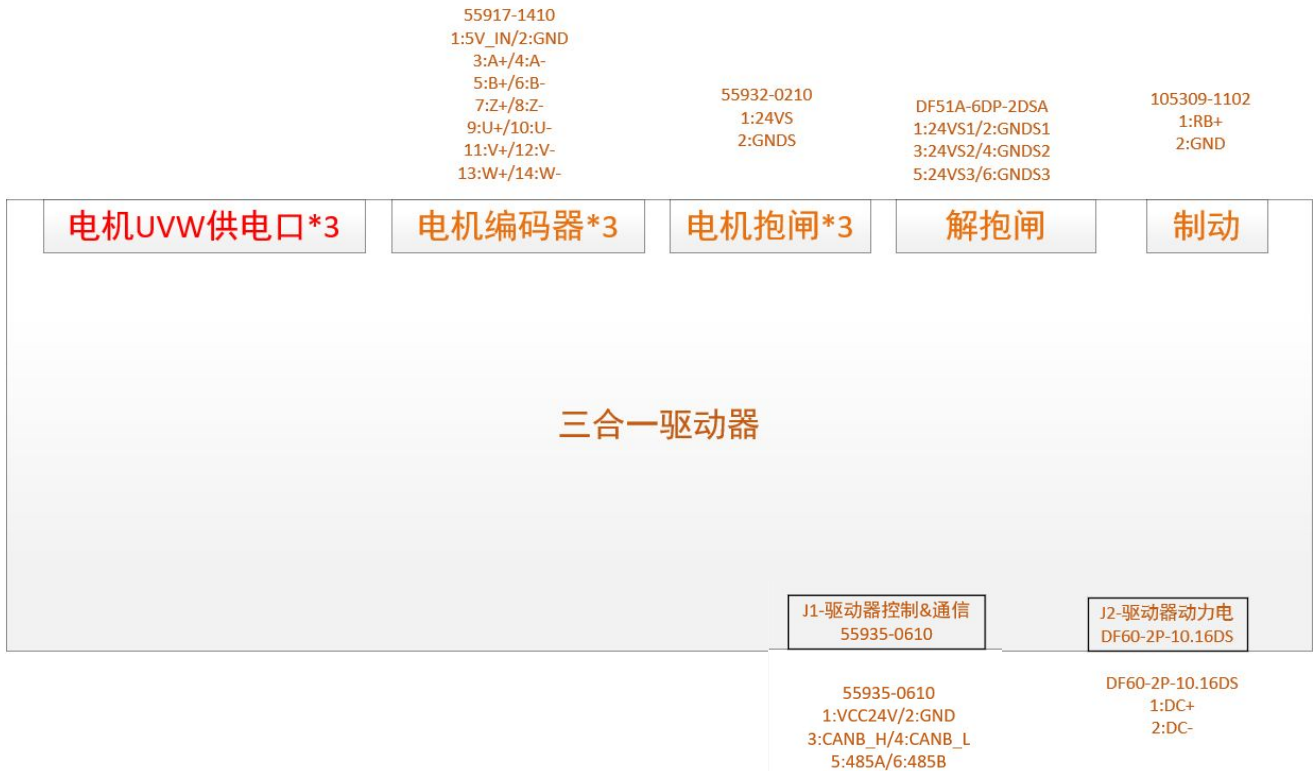 55917-1410
1:5V_IN/2:GND
3:A+/4:A-
5:B+/6:B-
7:Z+/8:Z-
9:U+/10:U-
11:V+/12:V-
13:W+/14:W-
55932-0210
1:24VS
2:GNDS
DF51A-6DP-2DSA
1:24VS1/2:GNDS1
3:24VS2/4:GNDS2
5:24VS3/6:GNDS3
105309-1102
1:RB+
2:GND
电机UVW供电口*3
电机编码器*3
电机抱闸*3
解抱闸
制动
三合一驱动器
J1-驱动器控制&通信
55935-0610
J2-驱动器动力电
DF60-2P-10.16DS
55935-0610
1:VCC24V/2:GND
3:CANB_H/4:CANB_L
5:485A/6:485B
DF60-2P-10.16DS
1:DC+
2:DC-